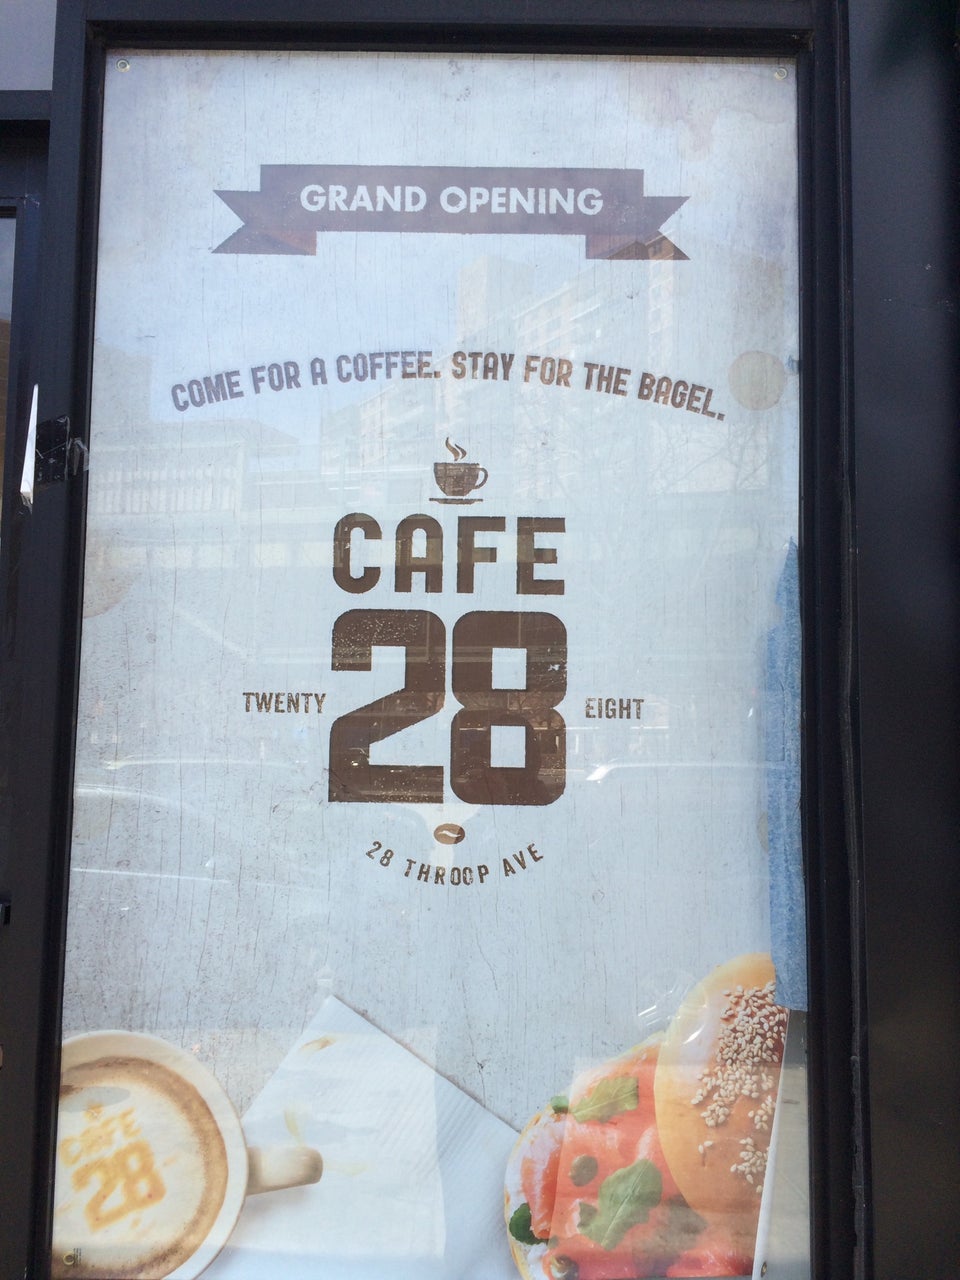 GRAND OPENING
COME FOR A COFFEE. STAY FOR THE BAGEL.
CAFE
28
TWENTY EIGHT
28 THROOP AVE
CAFE
28